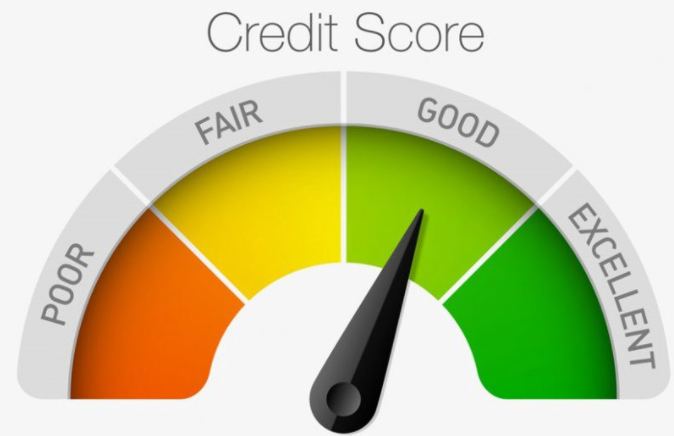 Credit Score
POOR
FAIR
GOOD
EXCELLENT